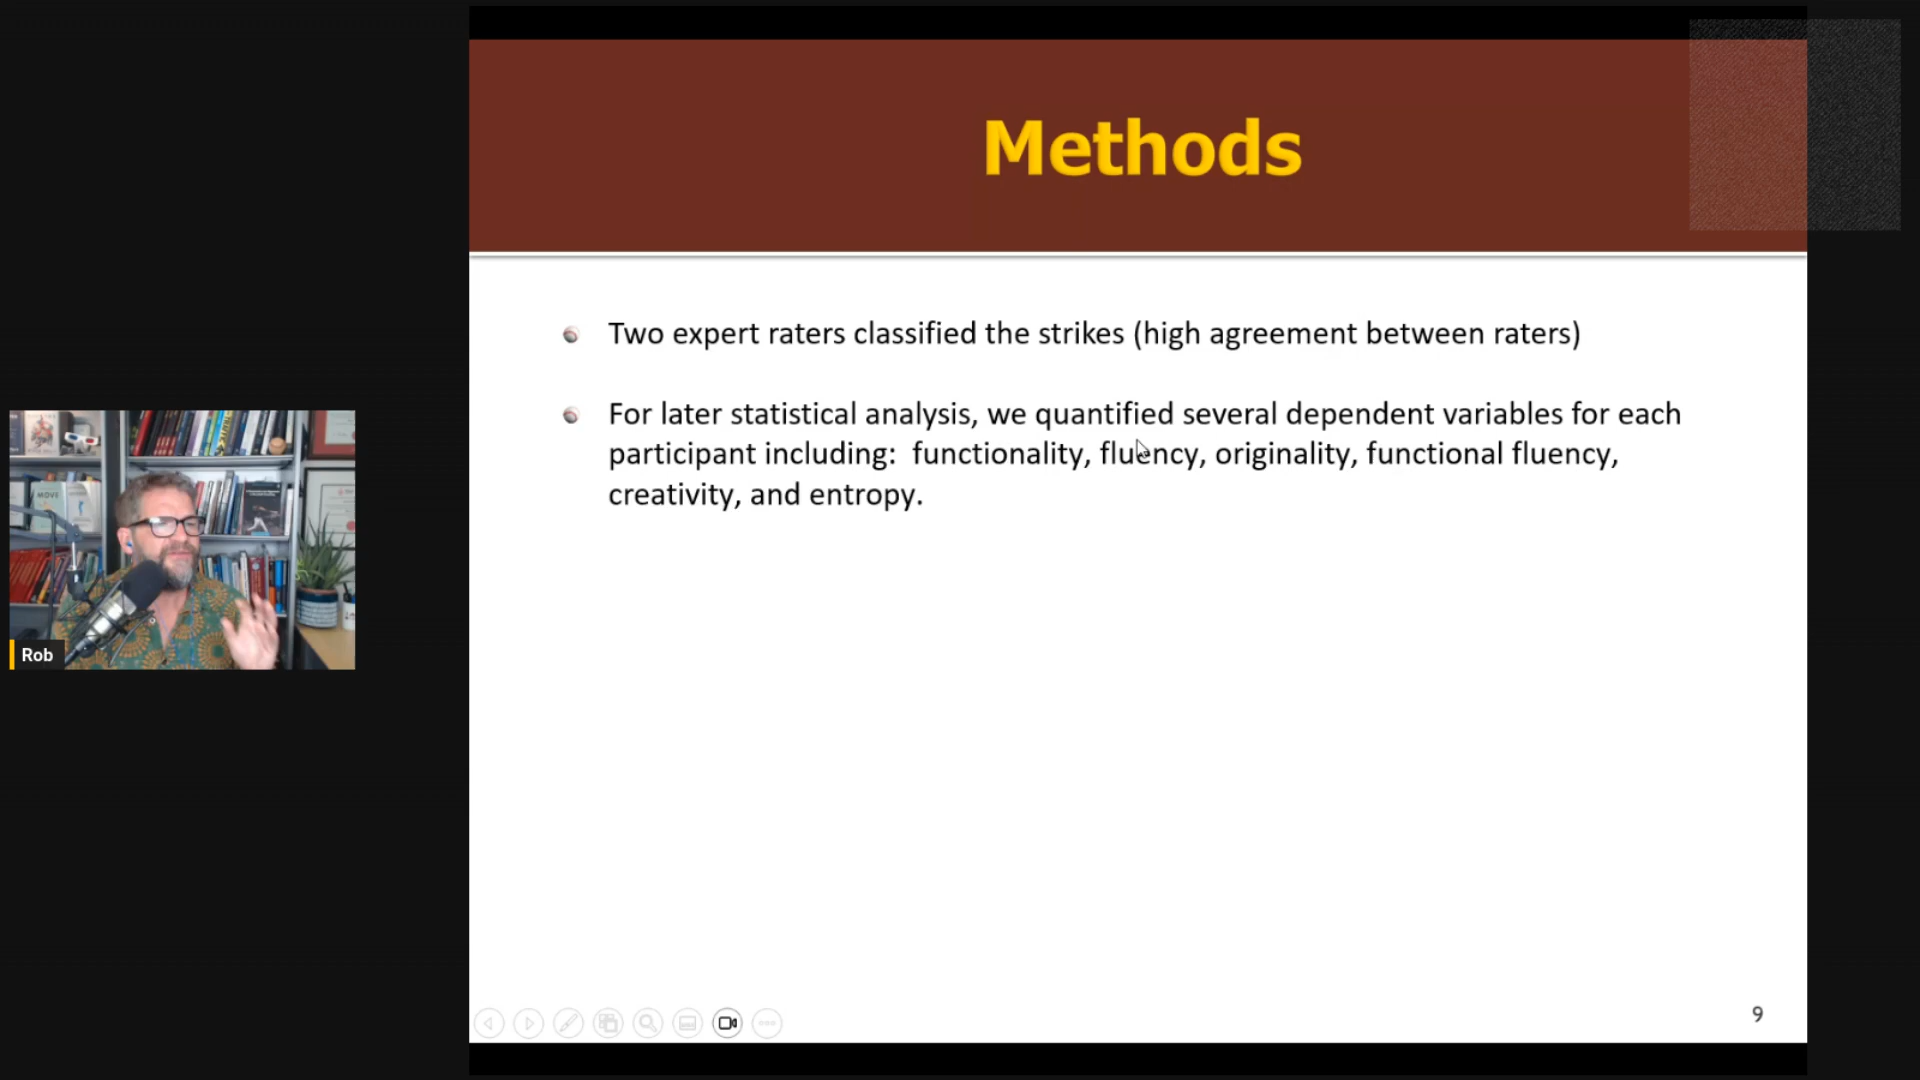 Methods
Two expert raters classified the strikes (high agreement between raters)
For later statistical analysis, we quantified several dependent variables for each
participant including:  functionality, fluency, originality, functional fluency,
creativity, and entropy.
MOVE
Rob
9